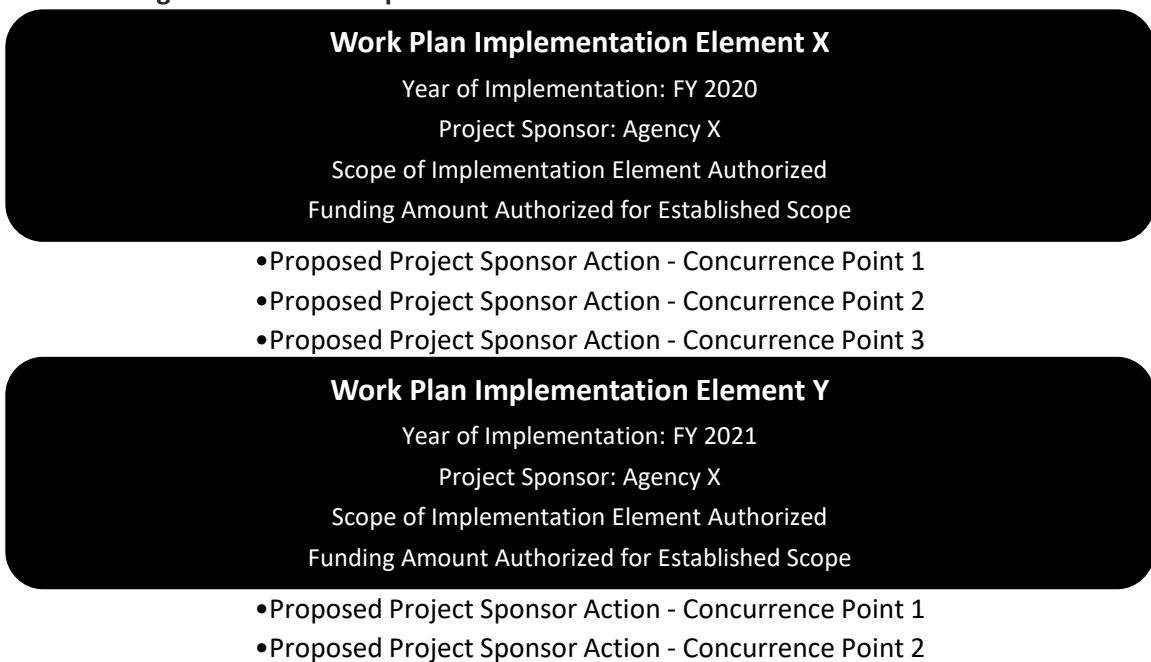 Work Plan Implementation Element X
Year of Implementation: FY 2020
Project Sponsor: Agency X
Scope of Implementation Element Authorized
Funding Amount Authorized for Established Scope
•Proposed Project Sponsor Action - Concurrence Point 1
•Proposed Project Sponsor Action - Concurrence Point 2
•Proposed Project Sponsor Action - Concurrence Point 3
Work Plan Implementation Element Y
Year of Implementation: FY 2021
Project Sponsor: Agency X
Scope of Implementation Element Authorized
Funding Amount Authorized for Established Scope
•Proposed Project Sponsor Action - Concurrence Point 1
•Proposed Project Sponsor Action - Concurrence Point 2